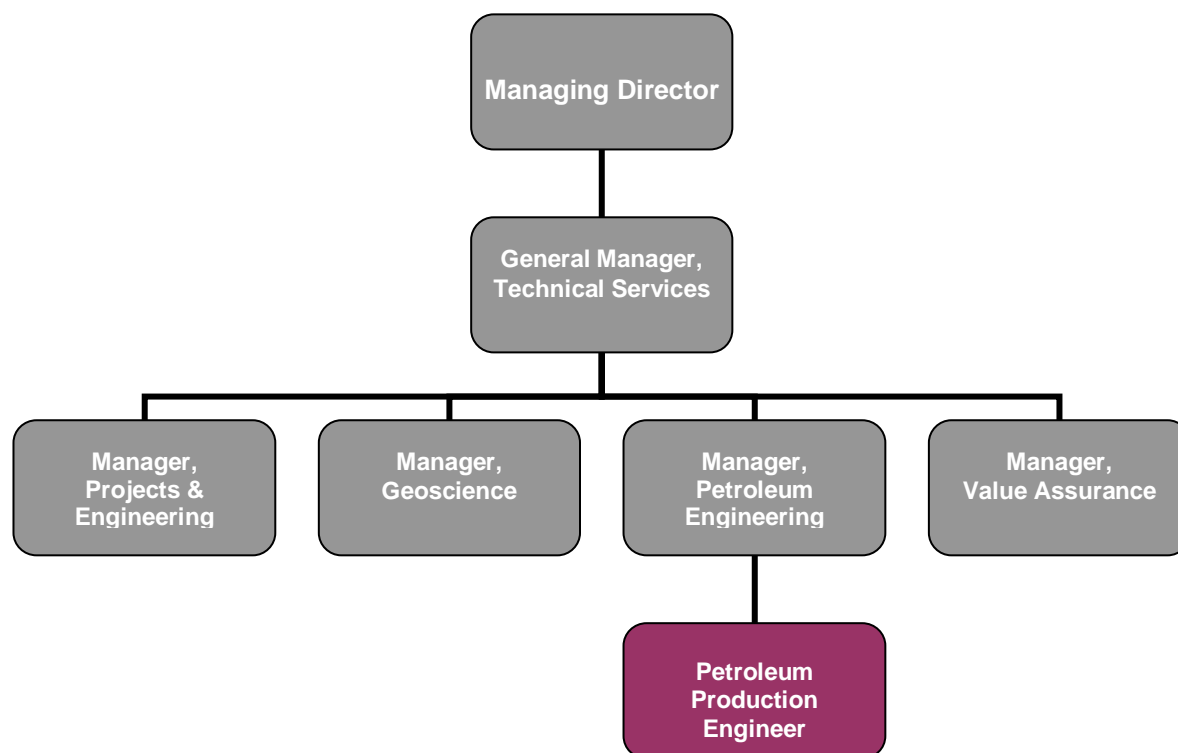 Managing Director
General Manager,
Technical Services
Manager,
Projects &
Engineering
Manager,
Geoscience
Manager,
Petroleum
Engineering
Manager,
Value Assurance
Petroleum
Production
Engineer